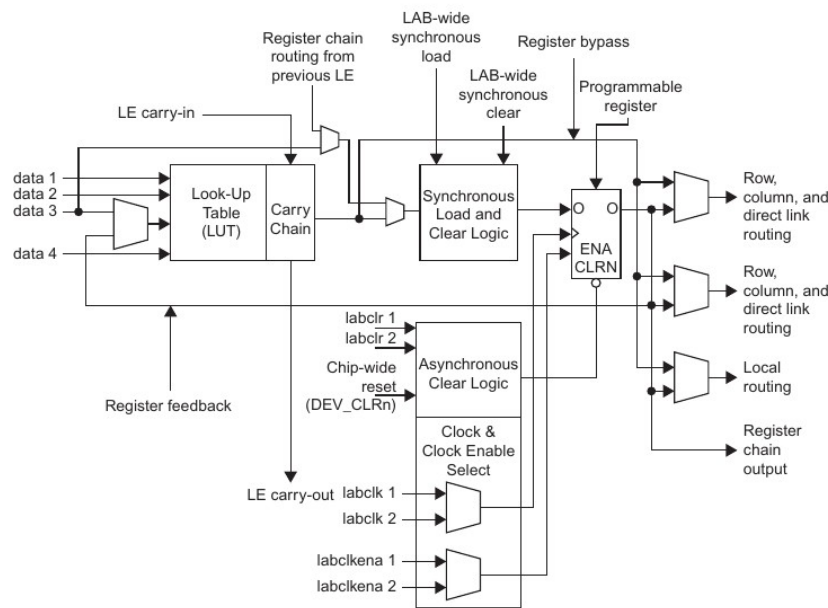 LAB-wide
synchronous
load
Register chain
routing from
previous LE
Register bypass
LAB-wide
synchronous
clear
Programmable
register
LE carry-in
data 1
data 2
data 3
data 4
Look-Up
Table
(LUT)
Carry
Chain
Synchronous
Load and
Clear Logic
O O
ENA
CLRN
Row,
column, and
direct link
routing
Row,
column, and
direct link
routing
labclr 1
labclr 2
Chip-wide
reset
(DEV_CLRn)
Asynchronous
Clear Logic
Local
routing
Register feedback
Register
chain
output
Clock &
Clock Enable
Select
LE carry-out
labclk 1
labclk 2
labclkena 1
labclkena 2